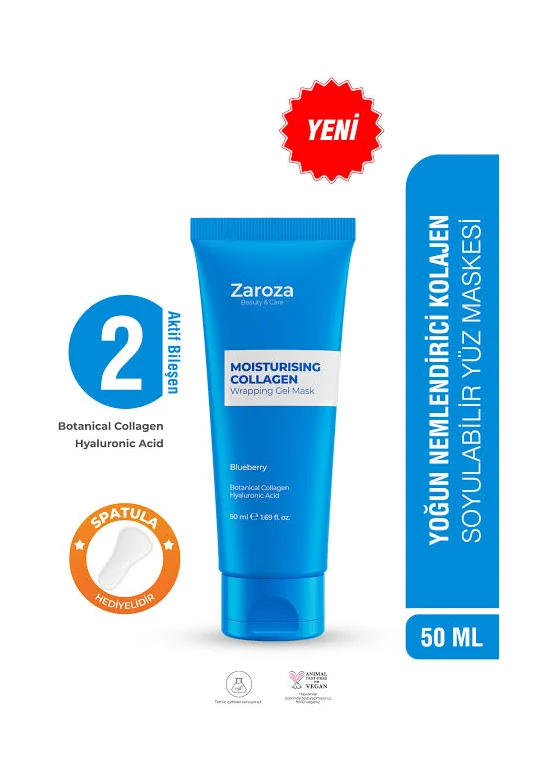 YENİ
Zaroza
Beauty & Care
MOISTURISING
COLLAGEN
Wrapping Gel Mask
Blueberry
Botanical Collagen
Hyaluronic Acid
50 ml ℮ 1.69 fl. oz.
2
Aktif Bileşen
Botanical Collagen
Hyaluronic Acid
SPATULA
HEDİYELİDİR
YOĞUN NEMLENDİRİCİ KOLAJEN
SOYULABİLİR YÜZ MASKESİ
50 ML
ANIMAL
TEST-FREE
VEGAN